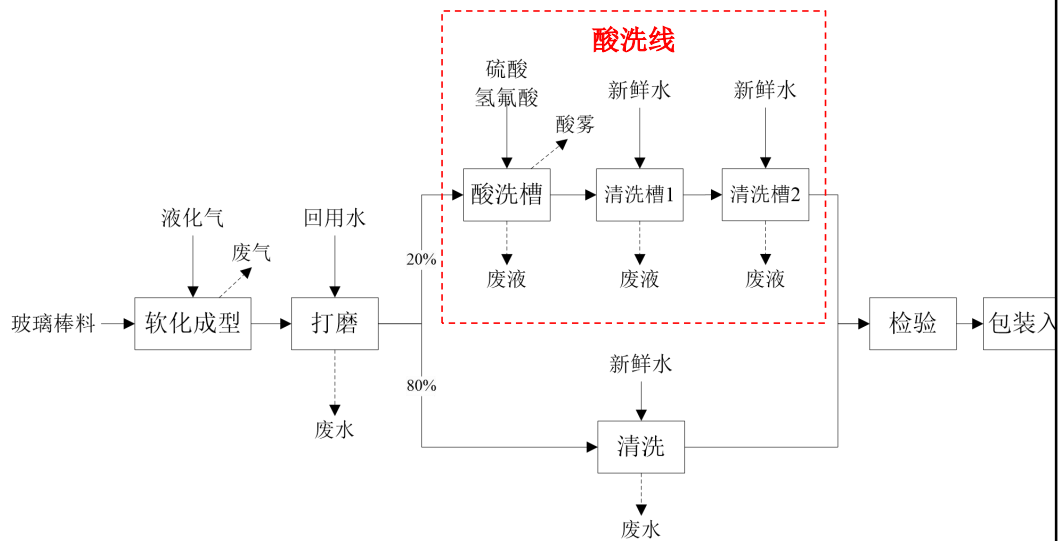 酸洗线
硫酸
氢氟酸
新鲜水
新鲜水
酸雾
酸洗槽
清洗槽1
清洗槽2
液化气
回用水
废气
20%
废液
废液
废液
玻璃棒料
软化成型
打磨
检验
包装入
新鲜水
80%
废水
清洗
废水